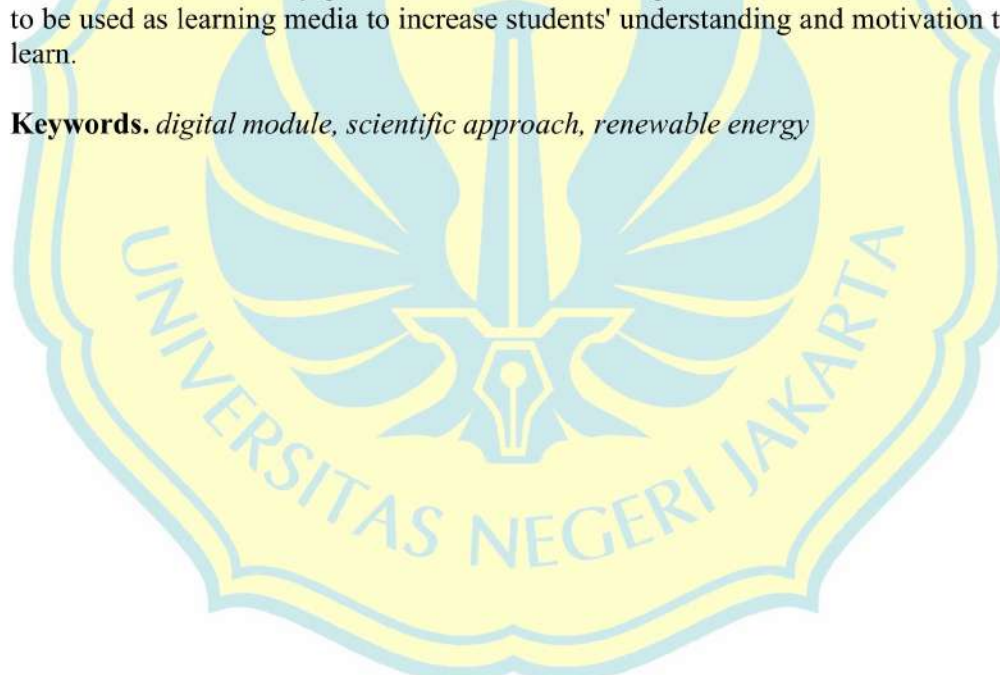 to be used as learning media to increase students' understanding and motivation t
learn.
Keywords. digital module, scientific approach, renewable energy
UNIVERSITAS NEGERI JAKARTA